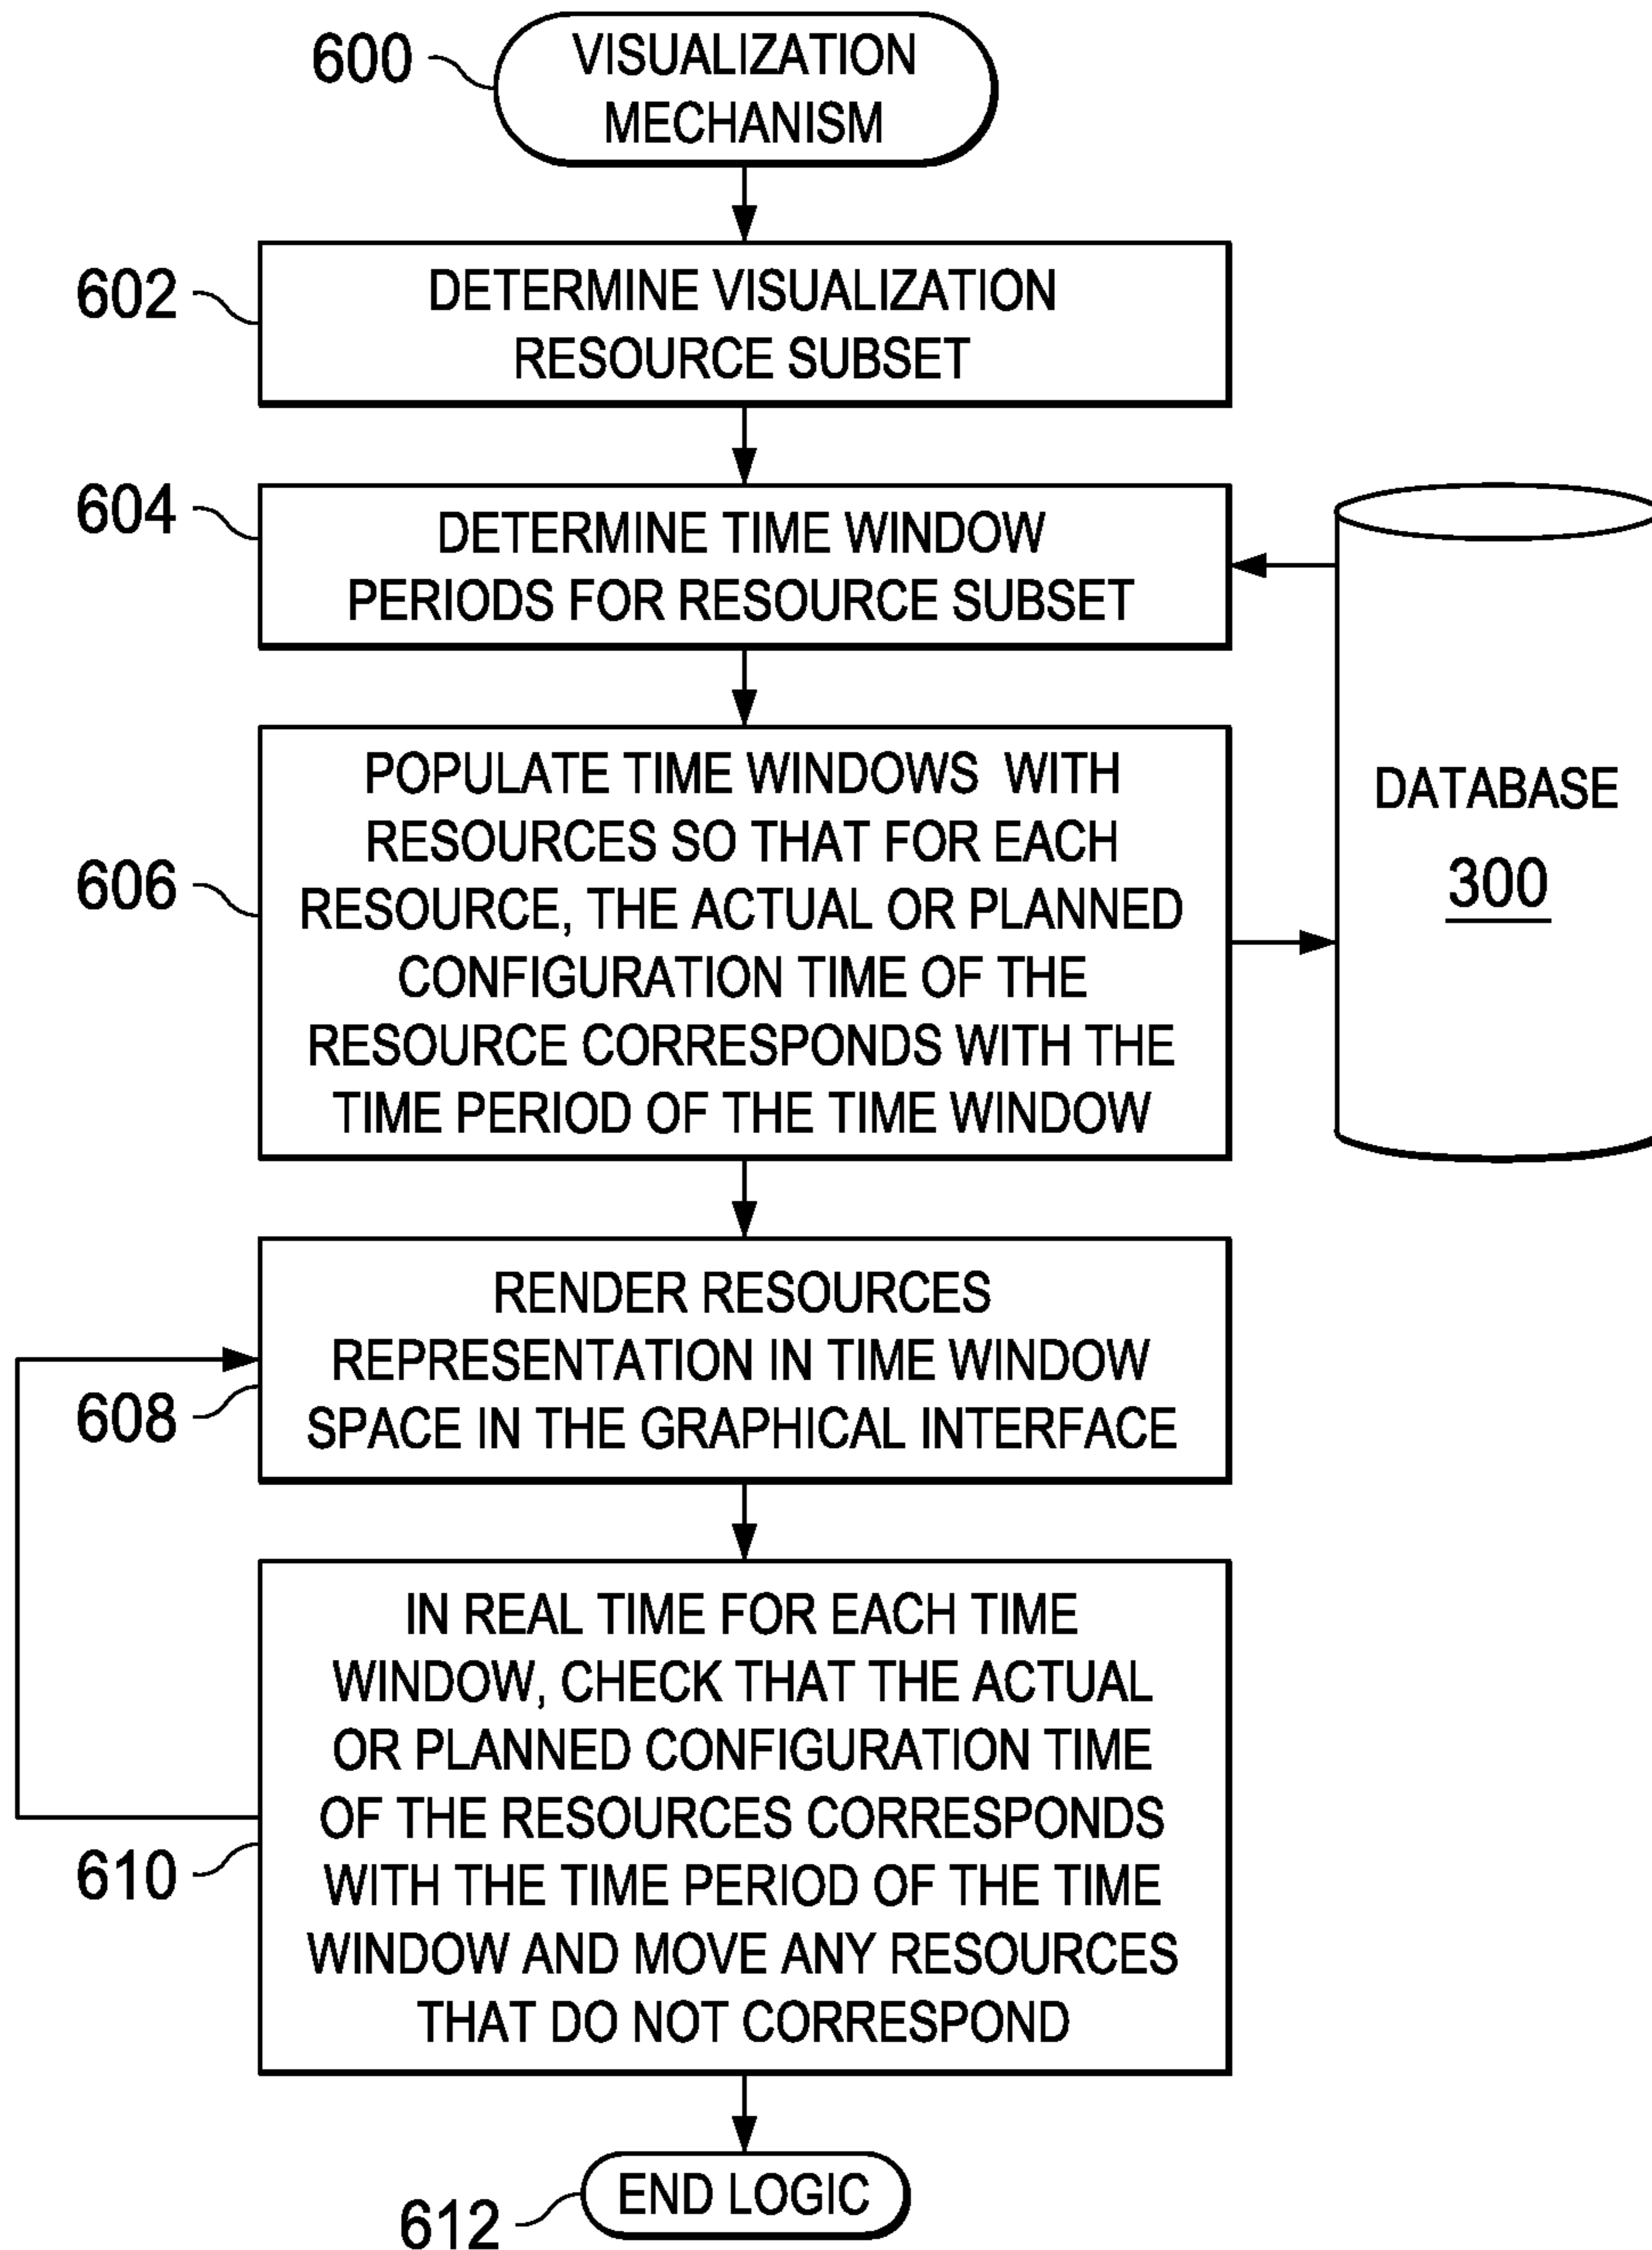 600
VISUALIZATION
MECHANISM
602
DETERMINE VISUALIZATION
RESOURCE SUBSET
604
DETERMINE TIME WINDOW
PERIODS FOR RESOURCE SUBSET
606
POPULATE TIME WINDOWS WITH
RESOURCES SO THAT FOR EACH
RESOURCE, THE ACTUAL OR PLANNED
CONFIGURATION TIME OF THE
RESOURCE CORRESPONDS WITH THE
TIME PERIOD OF THE TIME WINDOW
DATABASE
300
608
RENDER RESOURCES
REPRESENTATION IN TIME WINDOW
SPACE IN THE GRAPHICAL INTERFACE
610
IN REAL TIME FOR EACH TIME
WINDOW, CHECK THAT THE ACTUAL
OR PLANNED CONFIGURATION TIME
OF THE RESOURCES CORRESPONDS
WITH THE TIME PERIOD OF THE TIME
WINDOW AND MOVE ANY RESOURCES
THAT DO NOT CORRESPOND
612
END LOGIC